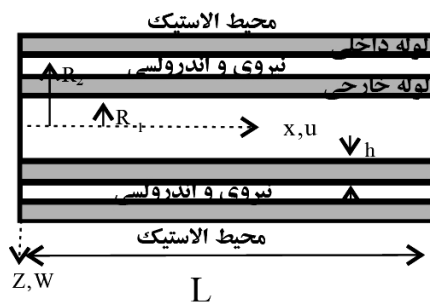 محیط الاستیک
لوله داخلی
نیروی و اندرولسی
R2
لوله خارجی
R1
x,u
h
نیروی و اندرولسی
محیط الاستیک
Z,W
L